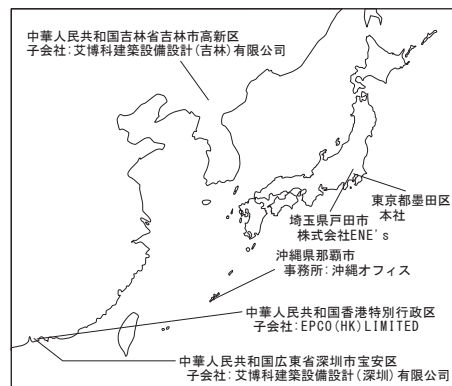 中華人民共和国吉林省吉林市高新区
子会社:艾博科建築設備設計(吉林)有限公司
東京都墨田区
本社
埼玉県戸田市
株式会社ENE's
沖縄県那覇市
事務所:沖縄オフィス
中華人民共和国香港特別行政区
子会社:EPCO(HK)LIMITED
中華人民共和国広東省深圳市宝安区
子会社:艾博科建築設備設計(深圳)有限公司